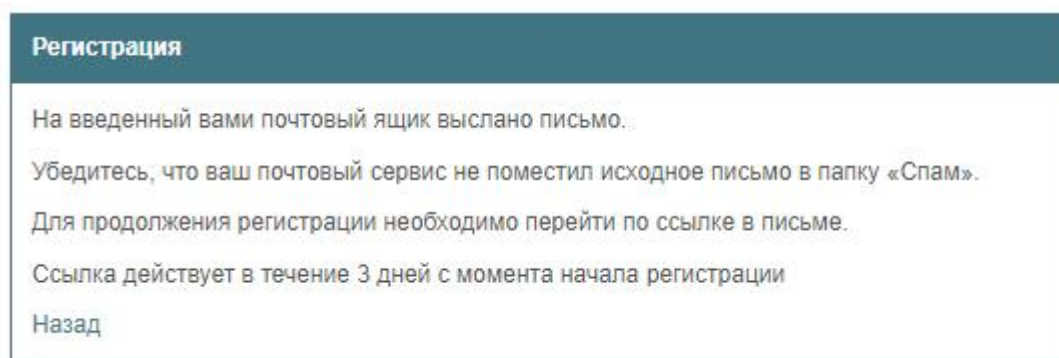 Регистрация
На введенный вами почтовый ящик выслано письмо.
Убедитесь, что ваш почтовый сервис не поместил исходное письмо в папку «Спам».
Для продолжения регистрации необходимо перейти по ссылке в письме.
Ссылка действует в течение 3 дней с момента начала регистрации
Назад